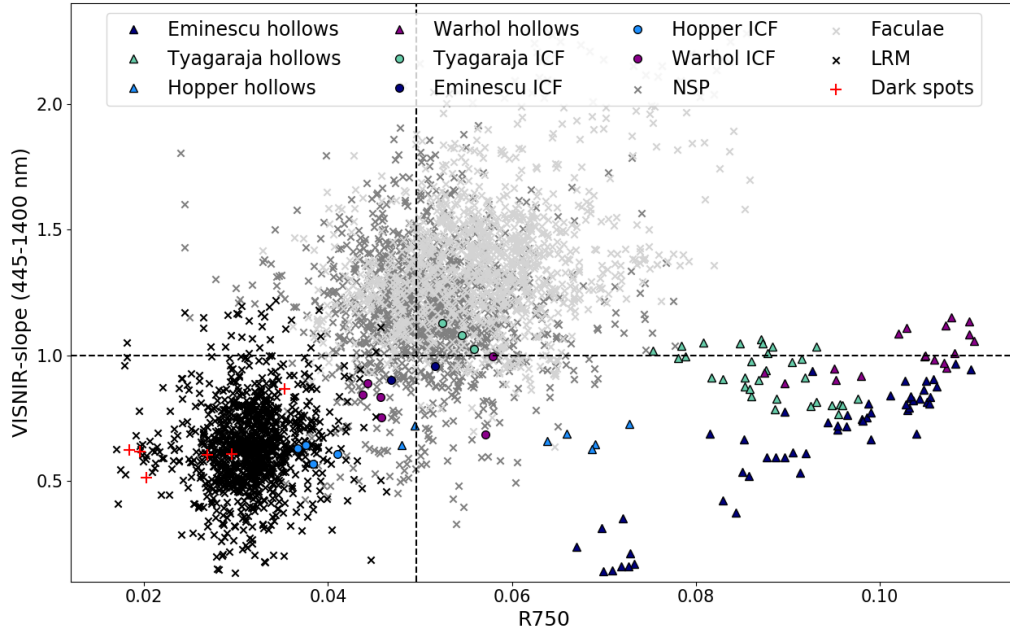 Eminescu hollows Warhol hollows Hopper ICF Faculae
Tyagaraja hollows Tyagaraja ICF Warhol ICF LRM
Hopper hollows Eminescu ICF NSP Dark spots
2.0
1.5
1.0
0.5
VISNIR-slope (445-1400 nm)
0.02 0.04 0.06 0.08 0.10
R750